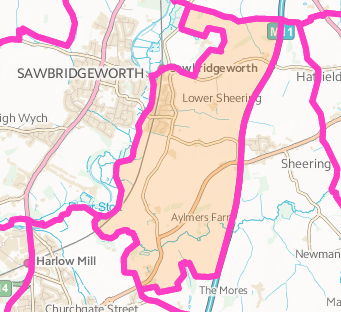 M11
SAWBRIDGEWORTH
wbridgeworth
Hatfield
Lower Sheering
igh Wych
Sheering
River Sto
Aylmers Farm
Harlow Mill
Newman
The Mores
Churchgate Street
Ma